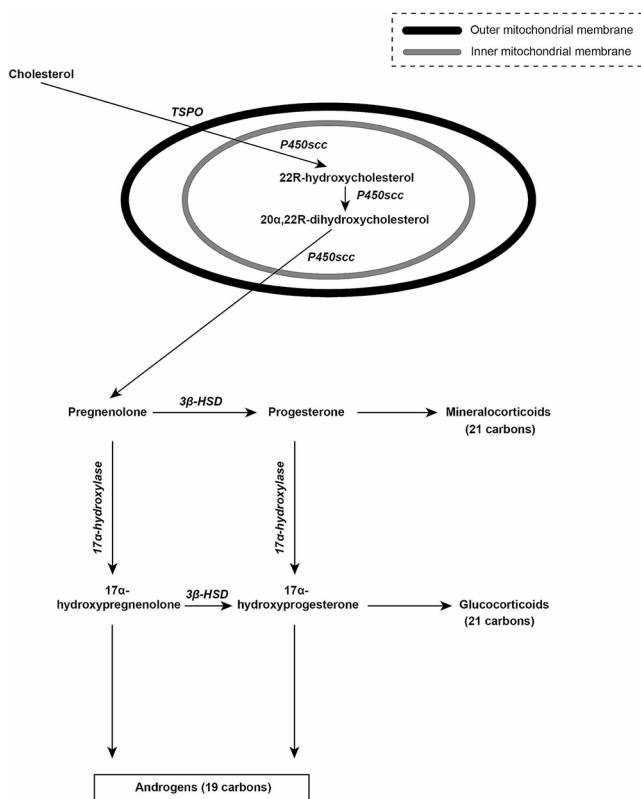 Outer mitochondrial membrane
Inner mitochondrial membrane
Cholesterol
TSPO
P450scc
22R-hydroxycholesterol
P450scc
20α,22R-dihydroxycholesterol
P450scc
Pregnenolone
3β-HSD
Progesterone
Mineralocorticoids
(21 carbons)
17α-hydroxylase
17α-hydroxylase
17α-
hydroxypregnenolone
3β-HSD
17α-
hydroxyprogesterone
Glucocorticoids
(21 carbons)
Androgens (19 carbons)